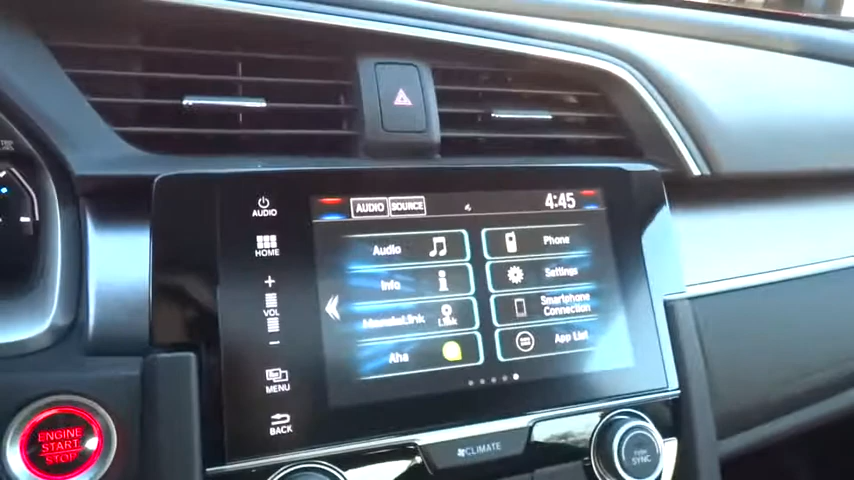 AUDIO
HOME
+
VOL
-
MENU
BACK
AUDIO SOURCE 4:45
Audio
Info
HondaLink
LINK
Aha
Phone
Settings
Smartphone
Connection
App List
CLIMATE
ENGINE
START
STOP
SYNC